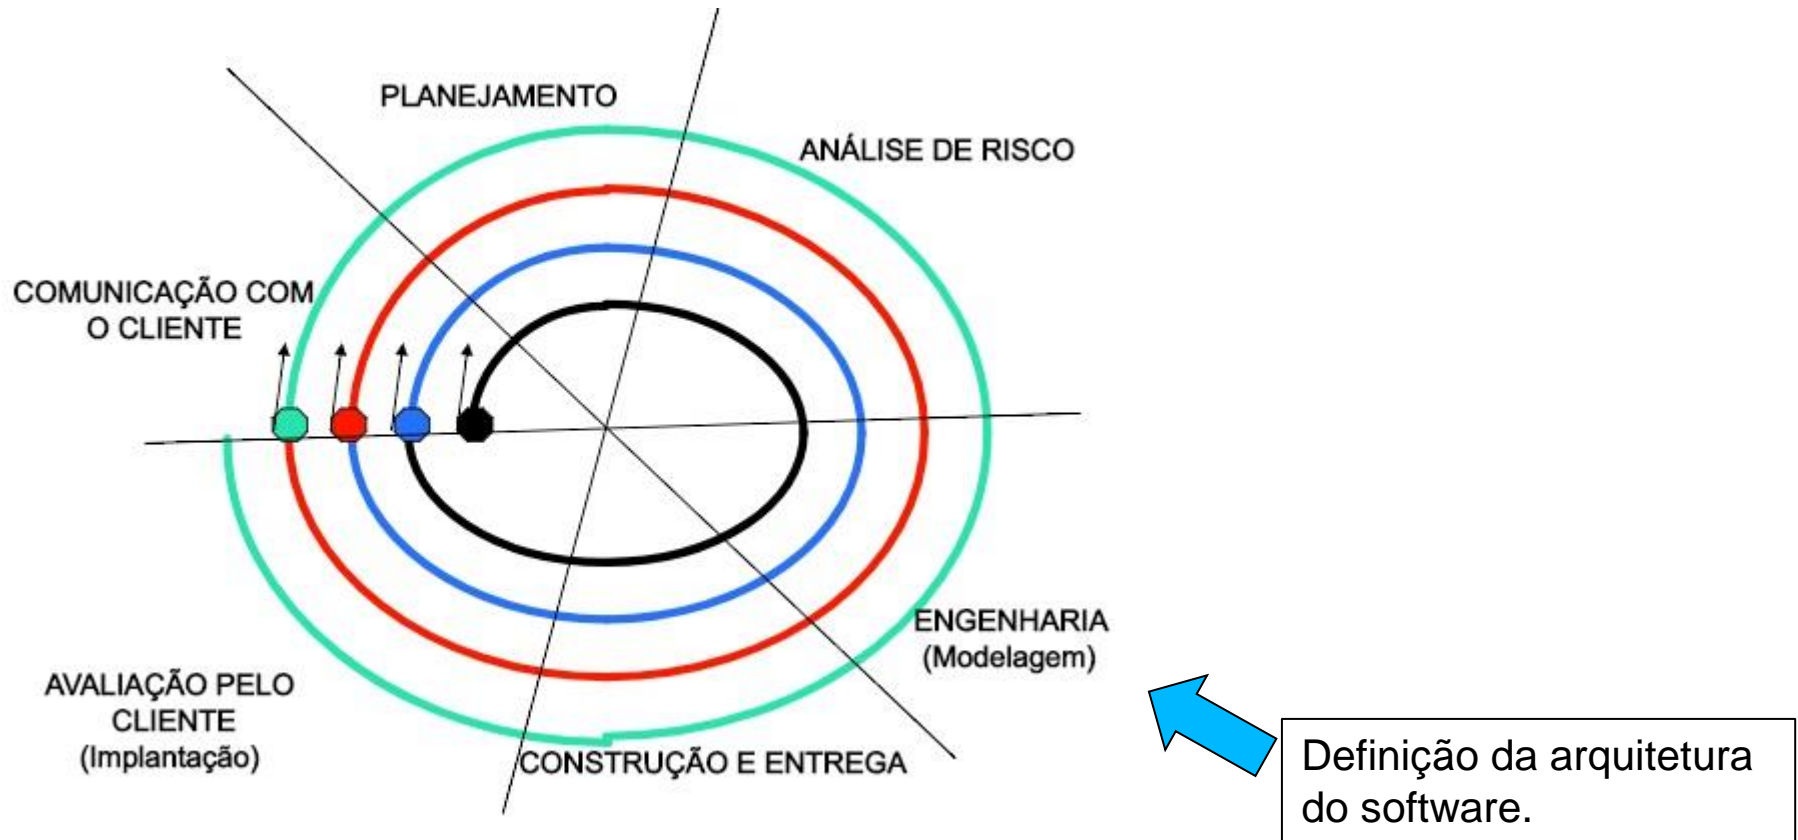 PLANEJAMENTO
ANÁLISE DE RISCO
COMUNICAÇÃO COM
O CLIENTE
ENGENHARIA
(Modelagem)
AVALIAÇÃO PELO
CLIENTE
(Implantação)
CONSTRUÇÃO E ENTREGA
Definição da arquitetura
do software.